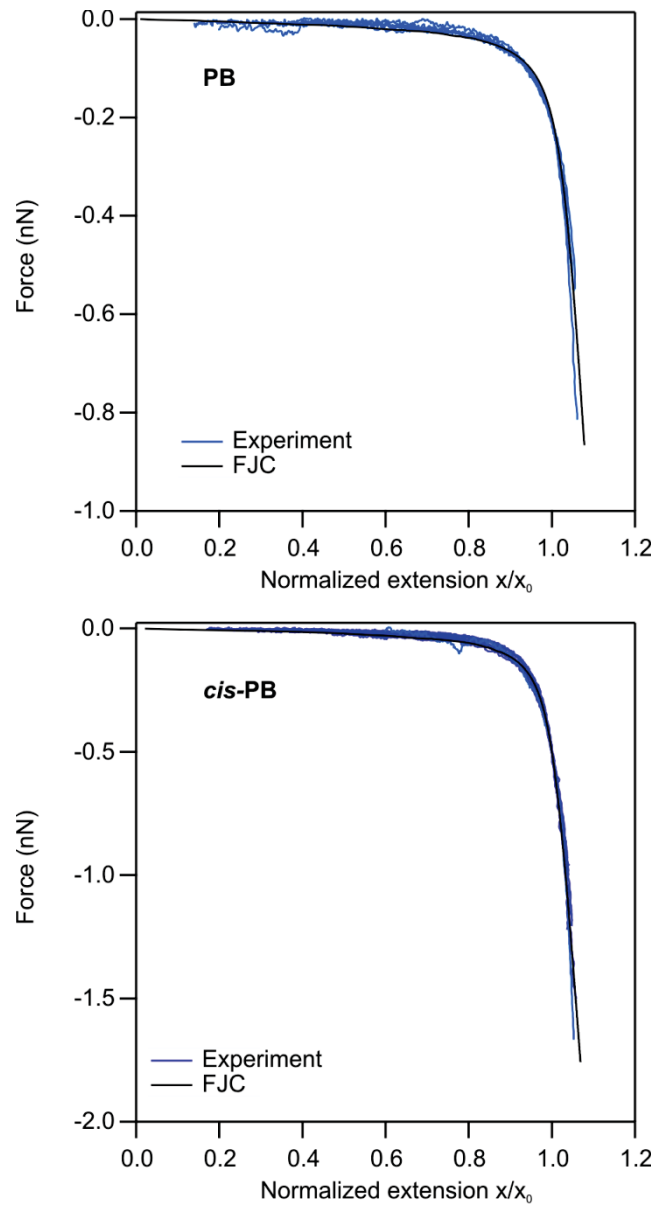 0.0
PB
-0.2
-0.4
Force (nN)
-0.6
-0.8
Experiment
FJC
-1.0
0.0 0.2 0.4 0.6 0.8 1.0 1.2
Normalized extension x/x₀
0.0
cis-PB
-0.5
Force (nN)
-1.0
-1.5
Experiment
FJC
-2.0
0.0 0.2 0.4 0.6 0.8 1.0 1.2
Normalized extension x/x₀